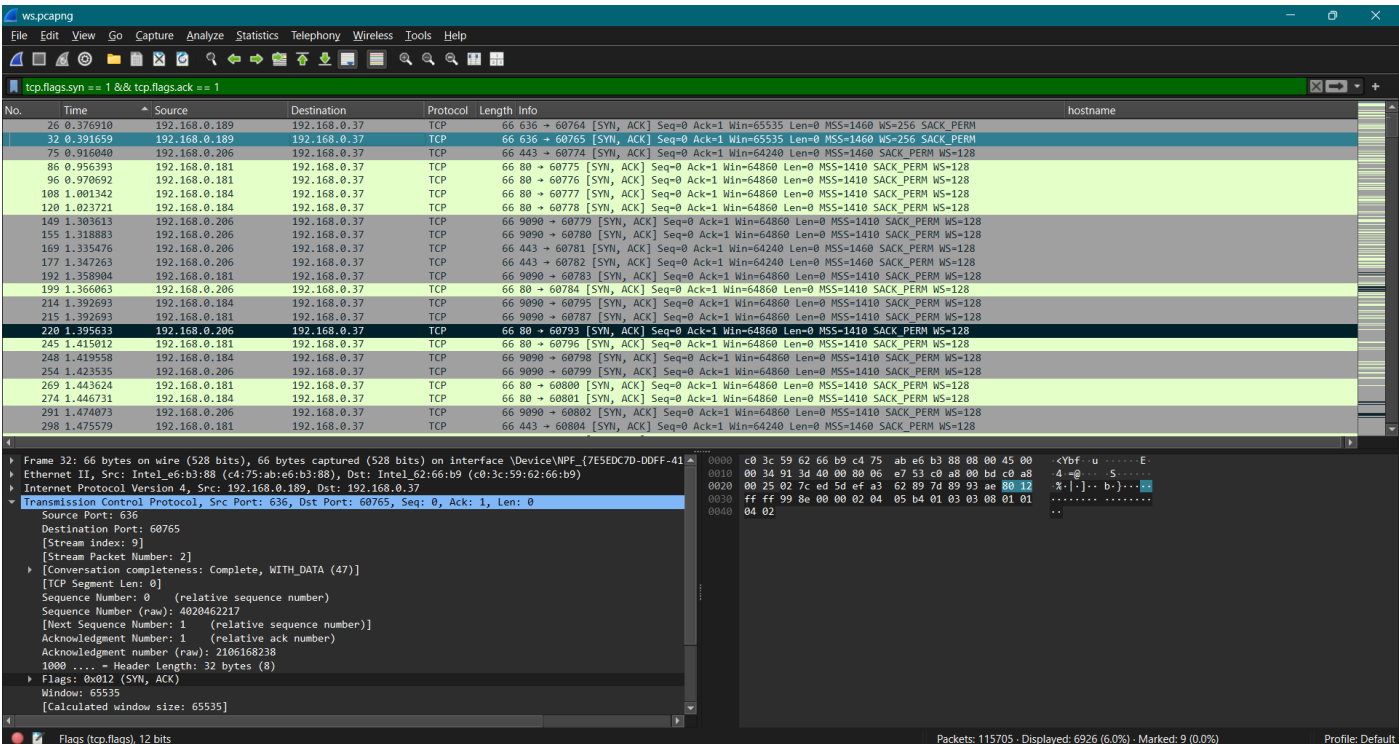 ws.pcapng
File Edit View Go Capture Analyze Statistics Telephony Wireless Tools Help
tcp.flags.syn == 1 && tcp.flags.ack == 1
No. Time Source Destination Protocol Length Info hostname
26 0.376910 192.168.0.189 192.168.0.37 TCP 66 636 → 60764 [SYN, ACK] Seq=0 Ack=1 Win=65535 Len=0 MSS=1460 WS=256 SACK_PERM
32 0.391659 192.168.0.189 192.168.0.37 TCP 66 636 → 60765 [SYN, ACK] Seq=0 Ack=1 Win=65535 Len=0 MSS=1460 WS=256 SACK_PERM
75 0.916040 192.168.0.206 192.168.0.37 TCP 66 443 → 60774 [SYN, ACK] Seq=0 Ack=1 Win=64240 Len=0 MSS=1460 SACK_PERM WS=128
86 0.956393 192.168.0.181 192.168.0.37 TCP 66 80 → 60775 [SYN, ACK] Seq=0 Ack=1 Win=64860 Len=0 MSS=1410 SACK_PERM WS=128
96 0.970692 192.168.0.181 192.168.0.37 TCP 66 80 → 60776 [SYN, ACK] Seq=0 Ack=1 Win=64860 Len=0 MSS=1410 SACK_PERM WS=128
108 1.001342 192.168.0.184 192.168.0.37 TCP 66 80 → 60777 [SYN, ACK] Seq=0 Ack=1 Win=64860 Len=0 MSS=1410 SACK_PERM WS=128
120 1.023721 192.168.0.184 192.168.0.37 TCP 66 80 → 60778 [SYN, ACK] Seq=0 Ack=1 Win=64860 Len=0 MSS=1410 SACK_PERM WS=128
149 1.303613 192.168.0.206 192.168.0.37 TCP 66 9090 → 60779 [SYN, ACK] Seq=0 Ack=1 Win=64860 Len=0 MSS=1410 SACK_PERM WS=128
155 1.318883 192.168.0.206 192.168.0.37 TCP 66 9090 → 60780 [SYN, ACK] Seq=0 Ack=1 Win=64860 Len=0 MSS=1410 SACK_PERM WS=128
169 1.335476 192.168.0.206 192.168.0.37 TCP 66 443 → 60781 [SYN, ACK] Seq=0 Ack=1 Win=64240 Len=0 MSS=1460 SACK_PERM WS=128
177 1.347263 192.168.0.206 192.168.0.37 TCP 66 443 → 60782 [SYN, ACK] Seq=0 Ack=1 Win=64240 Len=0 MSS=1460 SACK_PERM WS=128
192 1.358904 192.168.0.181 192.168.0.37 TCP 66 9090 → 60783 [SYN, ACK] Seq=0 Ack=1 Win=64860 Len=0 MSS=1410 SACK_PERM WS=128
199 1.366063 192.168.0.206 192.168.0.37 TCP 66 80 → 60784 [SYN, ACK] Seq=0 Ack=1 Win=64860 Len=0 MSS=1410 SACK_PERM WS=128
214 1.392693 192.168.0.184 192.168.0.37 TCP 66 9090 → 60795 [SYN, ACK] Seq=0 Ack=1 Win=64860 Len=0 MSS=1410 SACK_PERM WS=128
215 1.392693 192.168.0.181 192.168.0.37 TCP 66 9090 → 60787 [SYN, ACK] Seq=0 Ack=1 Win=64860 Len=0 MSS=1410 SACK_PERM WS=128
220 1.395633 192.168.0.206 192.168.0.37 TCP 66 80 → 60793 [SYN, ACK] Seq=0 Ack=1 Win=64860 Len=0 MSS=1410 SACK_PERM WS=128
245 1.415012 192.168.0.181 192.168.0.37 TCP 66 80 → 60796 [SYN, ACK] Seq=0 Ack=1 Win=64860 Len=0 MSS=1410 SACK_PERM WS=128
248 1.419558 192.168.0.184 192.168.0.37 TCP 66 9090 → 60798 [SYN, ACK] Seq=0 Ack=1 Win=64860 Len=0 MSS=1410 SACK_PERM WS=128
254 1.423535 192.168.0.206 192.168.0.37 TCP 66 9090 → 60799 [SYN, ACK] Seq=0 Ack=1 Win=64860 Len=0 MSS=1410 SACK_PERM WS=128
269 1.443624 192.168.0.181 192.168.0.37 TCP 66 80 → 60800 [SYN, ACK] Seq=0 Ack=1 Win=64860 Len=0 MSS=1410 SACK_PERM WS=128
274 1.446731 192.168.0.184 192.168.0.37 TCP 66 80 → 60801 [SYN, ACK] Seq=0 Ack=1 Win=64860 Len=0 MSS=1410 SACK_PERM WS=128
291 1.474073 192.168.0.206 192.168.0.37 TCP 66 9090 → 60802 [SYN, ACK] Seq=0 Ack=1 Win=64860 Len=0 MSS=1410 SACK_PERM WS=128
298 1.475579 192.168.0.181 192.168.0.37 TCP 66 443 → 60804 [SYN, ACK] Seq=0 Ack=1 Win=64240 Len=0 MSS=1460 SACK_PERM WS=128
Frame 32: 66 bytes on wire (528 bits), 66 bytes captured (528 bits) on interface \Device\NPF_{7E5EDC7D-DDFF-41
Ethernet II, Src: Intel_e6:b3:88 (c4:75:ab:e6:b3:88), Dst: Intel_62:66:b9 (c0:3c:59:62:66:b9)
Internet Protocol Version 4, Src: 192.168.0.189, Dst: 192.168.0.37
Transmission Control Protocol, Src Port: 636, Dst Port: 60765, Seq: 0, Ack: 1, Len: 0
Source Port: 636
Destination Port: 60765
[Stream index: 9]
[Stream Packet Number: 2]
[Conversation completeness: Complete, WITH_DATA (47)]
[TCP Segment Len: 0]
Sequence Number: 0 (relative sequence number)
Sequence Number (raw): 4020462217
[Next Sequence Number: 1 (relative sequence number)]
Acknowledgment Number: 1 (relative ack number)
Acknowledgment number (raw): 2106168238
1000 .... = Header Length: 32 bytes (8)
Flags: 0x012 (SYN, ACK)
Window: 65535
[Calculated window size: 65535]
0000 c0 3c 59 62 66 b9 c4 75 ab e6 b3 88 08 00 45 00 ·<Ybf··u ······E·
0010 00 34 91 3d 40 00 80 06 e7 53 c0 a8 00 bd c0 a8 ·4·=@··· ·S······
0020 00 25 02 7c ed 5d ef a3 62 89 7d 89 93 ae 80 12 ·%·|·]·· b·}·····
0030 ff ff 99 8e 00 00 02 04 05 b4 01 03 03 08 01 01 ········ ········
0040 04 02 ··
Flags (tcp.flags), 12 bits
Packets: 115705 · Displayed: 6926 (6.0%) · Marked: 9 (0.0%)
Profile: Default